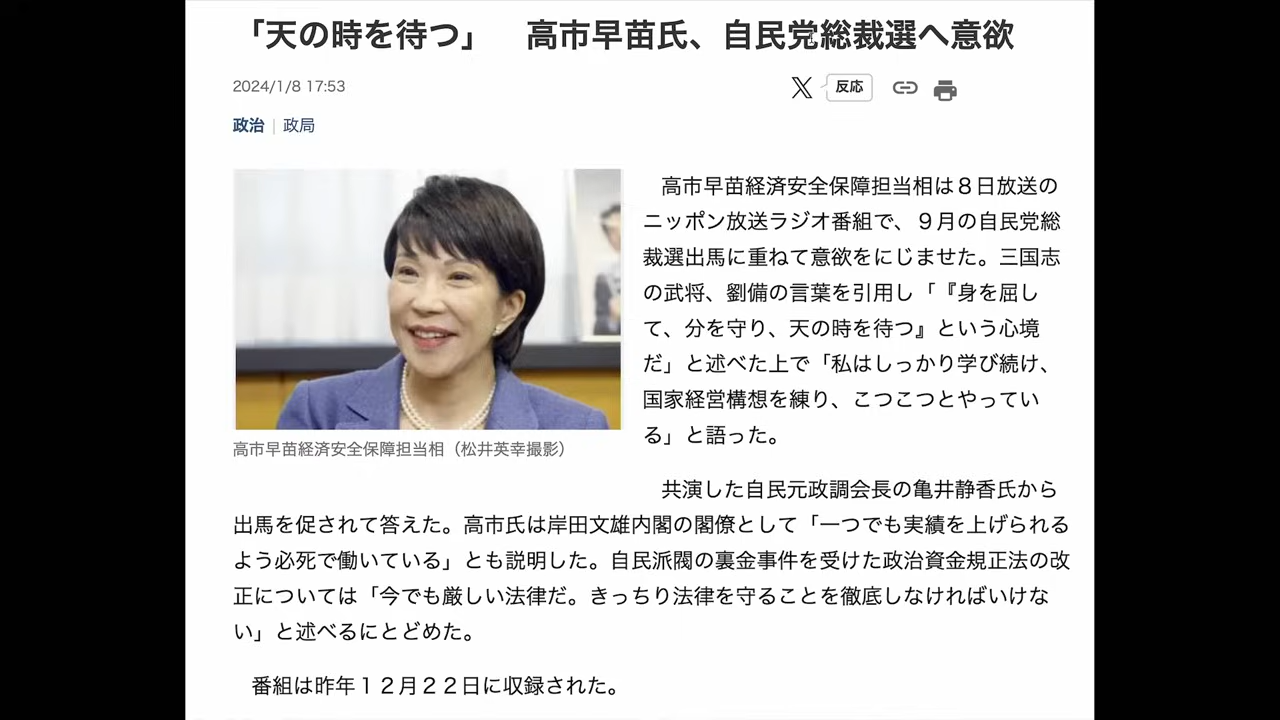 「天の時を待つ」　高市早苗氏、自民党総裁選へ意欲
2024/1/8 17:53
反応
政治 | 政局
高市早苗経済安全保障担当相は８日放送の
ニッポン放送ラジオ番組で、９月の自民党総
裁選出馬に重ねて意欲をにじませた。三国志
の武将、劉備の言葉を引用し「『身を屈し
て、分を守り、天の時を待つ』という心境
だ」と述べた上で「私はしっかり学び続け、
国家経営構想を練り、こつこつとやってい
る」と語った。
高市早苗経済安全保障担当相（松井英幸撮影）
共演した自民元政調会長の亀井静香氏から
出馬を促されて答えた。高市氏は岸田文雄内閣の閣僚として「一つでも実績を上げられる
よう必死で働いている」とも説明した。自民派閥の裏金事件を受けた政治資金規正法の改
正については「今でも厳しい法律だ。きっちり法律を守ることを徹底しなければいけな
い」と述べるにとどめた。
番組は昨年１２月２２日に収録された。